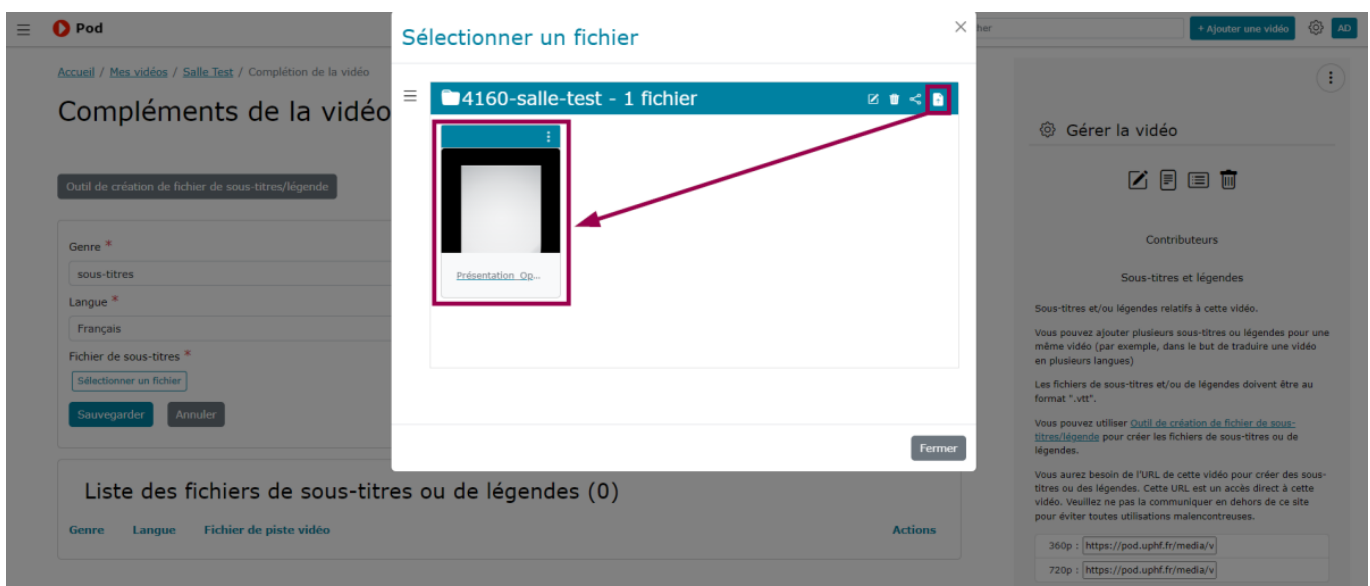 Pod
her
+ Ajouter une vidéo
AD
Accueil / Mes vidéos / Salle Test / Complétion de la vidéo
Compléments de la vidéo
Outil de création de fichier de sous-titres/légende
Genre *
sous-titres
Langue *
Français
Fichier de sous-titres *
Sélectionner un fichier
Sauvegarder
Annuler
Liste des fichiers de sous-titres ou de légendes (0)
Genre Langue Fichier de piste vidéo Actions
Sélectionner un fichier
4160-salle-test - 1 fichier
Présentation_Op...
Fermer
Gérer la vidéo
Contributeurs
Sous-titres et légendes
Sous-titres et/ou légendes relatifs à cette vidéo.
Vous pouvez ajouter plusieurs sous-titres ou légendes pour une
même vidéo (par exemple, dans le but de traduire une vidéo
en plusieurs langues)
Les fichiers de sous-titres et/ou de légendes doivent être au
format ".vtt".
Vous pouvez utiliser Outil de création de fichier de sous-
titres/légende pour créer les fichiers de sous-titres ou de
légendes.
Vous aurez besoin de l'URL de cette vidéo pour créer des sous-
titres ou des légendes. Cette URL est un accès direct à cette
vidéo. Veuillez ne pas la communiquer en dehors de ce site
pour éviter toutes utilisations malencontreuses.
360p : https://pod.uphf.fr/media/v
720p : https://pod.uphf.fr/media/v